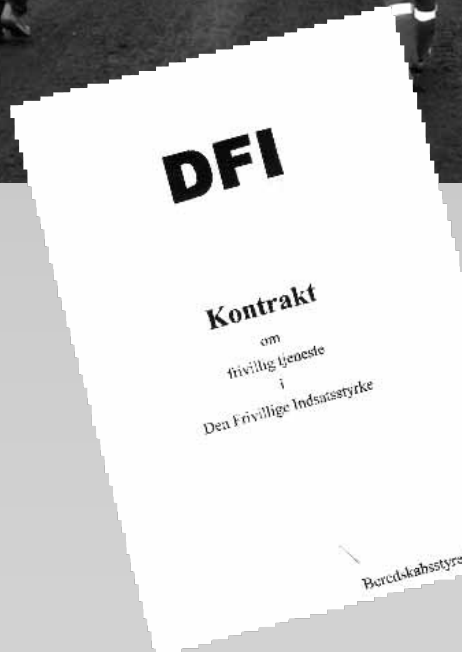 DFI
Kontrakt
om
frivillig tjeneste
i
Den Frivillige Indsatsstyrke
Beredskabsstyre